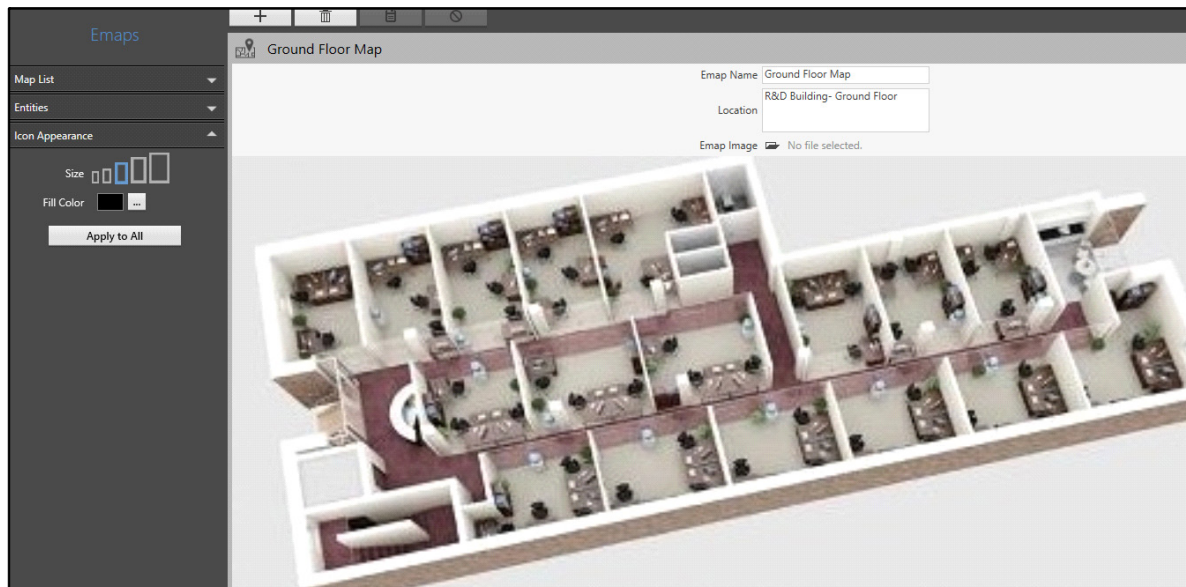 Emaps
Map List
Entities
Icon Appearance
Size
Fill Color
...
Apply to All
Ground Floor Map
Emap Name Ground Floor Map
Location R&D Building- Ground Floor
Emap Image No file selected.